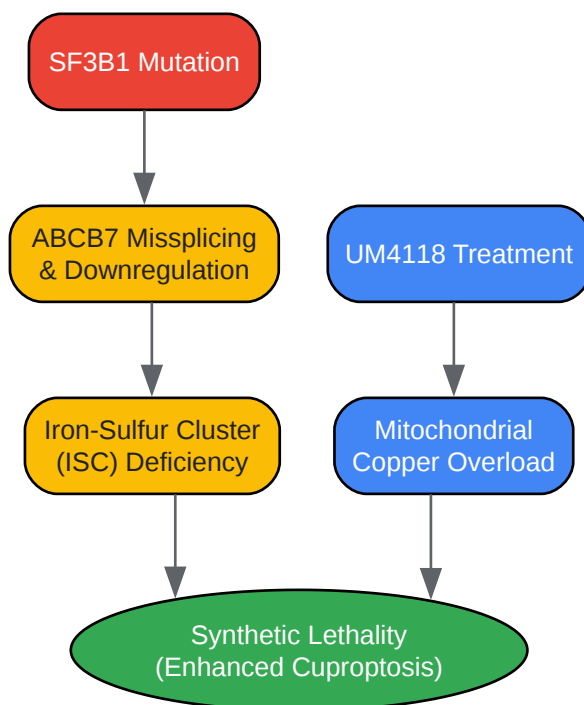 SF3B1 Mutation
ABCB7 Missplicing
& Downregulation
UM4118 Treatment
Iron-Sulfur Cluster
(ISC) Deficiency
Mitochondrial
Copper Overload
Synthetic Lethality
(Enhanced Cuproptosis)